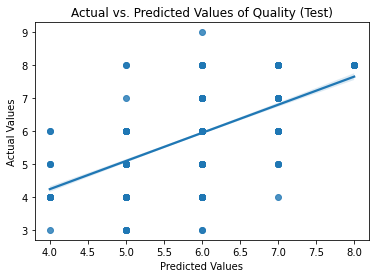 Actual vs. Predicted Values of Quality (Test)
9
8
7
6
5
4
3
Actual Values
4.0 4.5 5.0 5.5 6.0 6.5 7.0 7.5 8.0
Predicted Values